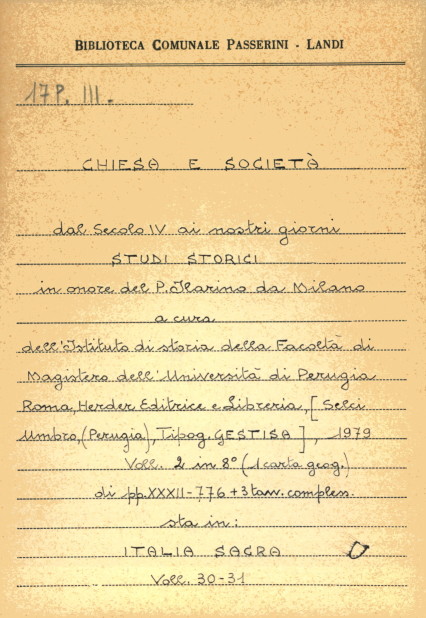 BIBLIOTECA COMUNALE PASSERINI - LANDI
17P. III.
CHIESA E SOCIETÀ
dal Secolo IV ai nostri giorni
STUDI STORICI
in onore del P. Ilarino da Milano
a cura
dell'Istituto di storia della Facoltà di
Magistero dell'Università di Perugia
Roma, Herder Editrice e Libreria, [Selci
Umbro, (Perugia), Tipog. GESTISA], 1979
Voll. 2 in 8° (1 carta geog.)
di pp. XXXII-776 + 3 tavv. compless.
sta in:
ITALIA SACRA
Voll. 30-31